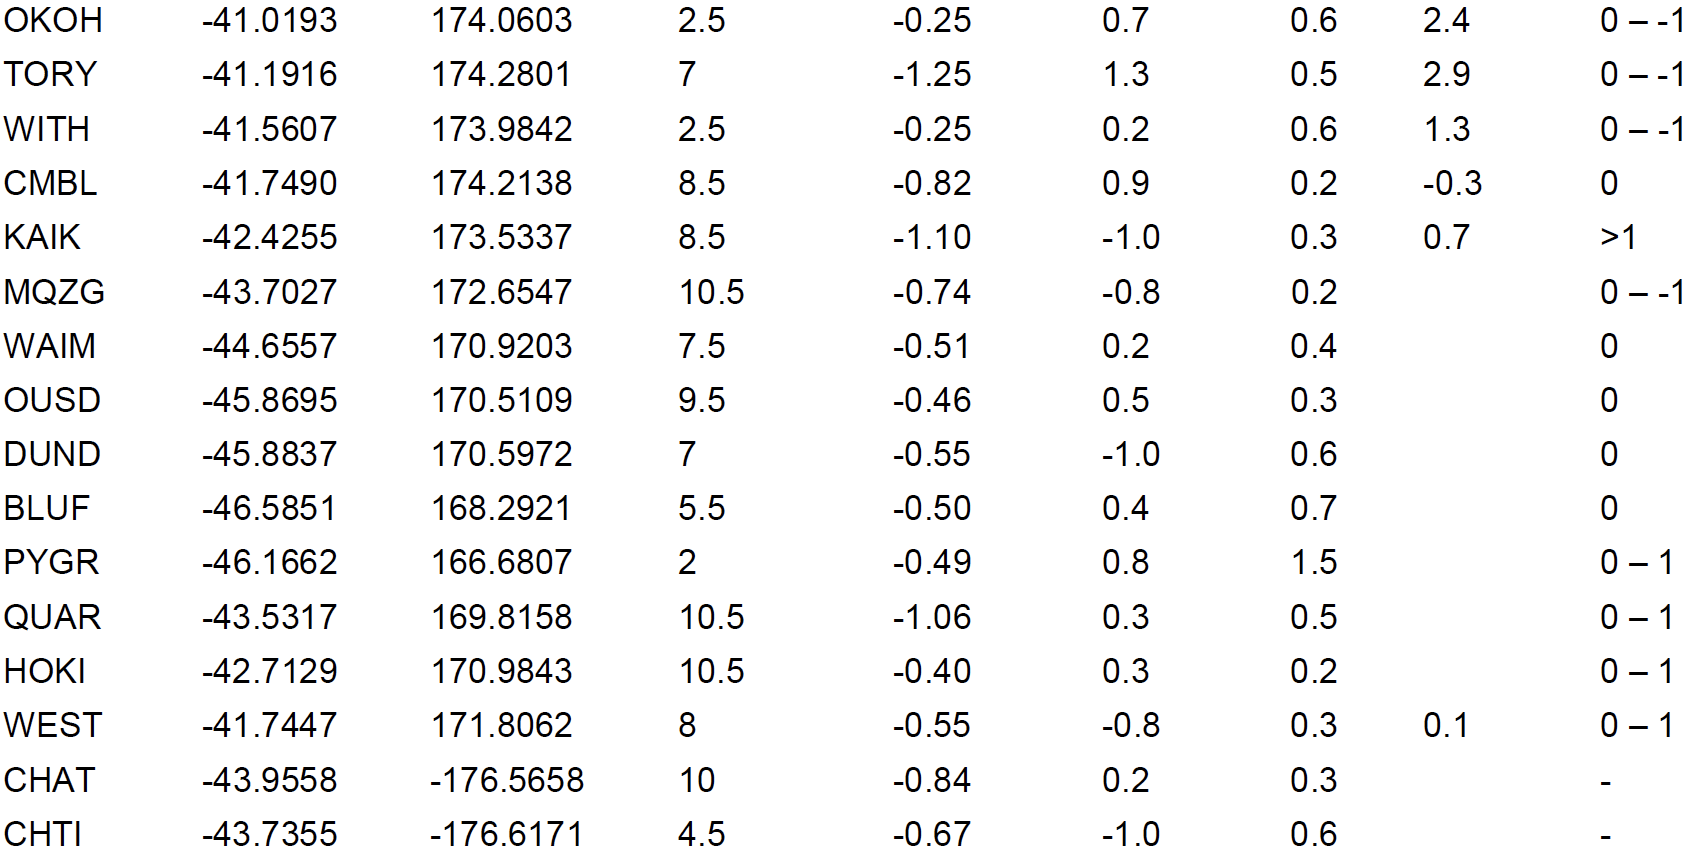 OKOH -41.0193 174.0603 2.5 -0.25 0.7 0.6 2.4 0 – -1
TORY -41.1916 174.2801 7 -1.25 1.3 0.5 2.9 0 – -1
WITH -41.5607 173.9842 2.5 -0.25 0.2 0.6 1.3 0 – -1
CMBL -41.7490 174.2138 8.5 -0.82 0.9 0.2 -0.3 0
KAIK -42.4255 173.5337 8.5 -1.10 -1.0 0.3 0.7 >1
MQZG -43.7027 172.6547 10.5 -0.74 -0.8 0.2 0 – -1
WAIM -44.6557 170.9203 7.5 -0.51 0.2 0.4 0
OUSD -45.8695 170.5109 9.5 -0.46 0.5 0.3 0
DUND -45.8837 170.5972 7 -0.55 -1.0 0.6 0
BLUF -46.5851 168.2921 5.5 -0.50 0.4 0.7 0
PYGR -46.1662 166.6807 2 -0.49 0.8 1.5 0 – 1
QUAR -43.5317 169.8158 10.5 -1.06 0.3 0.5 0 – 1
HOKI -42.7129 170.9843 10.5 -0.40 0.3 0.2 0 – 1
WEST -41.7447 171.8062 8 -0.55 -0.8 0.3 0.1 0 – 1
CHAT -43.9558 -176.5658 10 -0.84 0.2 0.3 -
CHTI -43.7355 -176.6171 4.5 -0.67 -1.0 0.6 -